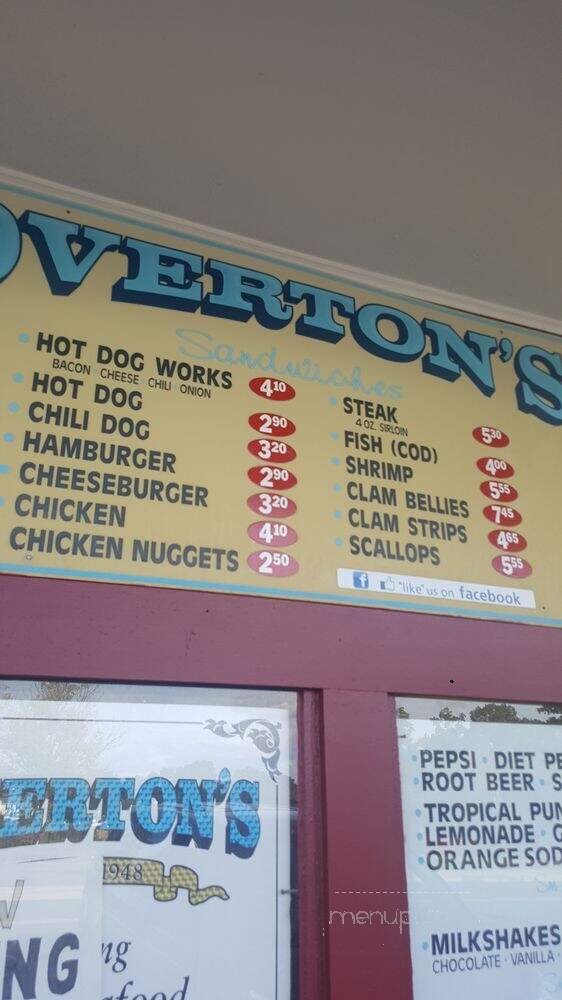 OVERTON'S
Sandwiches
HOT DOG WORKS 4.10
BACON · CHEESE · CHILI · ONION
HOT DOG 2.90
CHILI DOG 3.20
HAMBURGER 2.90
CHEESEBURGER 3.20
CHICKEN 4.10
CHICKEN NUGGETS 2.50
STEAK 5.30
4 OZ. SIRLOIN
FISH (COD) 4.00
SHRIMP 5.55
CLAM BELLIES 7.45
CLAM STRIPS 4.65
SCALLOPS 5.55
f "like" us on facebook
ERTON'S
1948
NG
ng
afood
PEPSI · DIET PE
ROOT BEER · S
TROPICAL PUN
LEMONADE · G
ORANGE SOD
MILKSHAKES
CHOCOLATE · VANILLA ·
menup